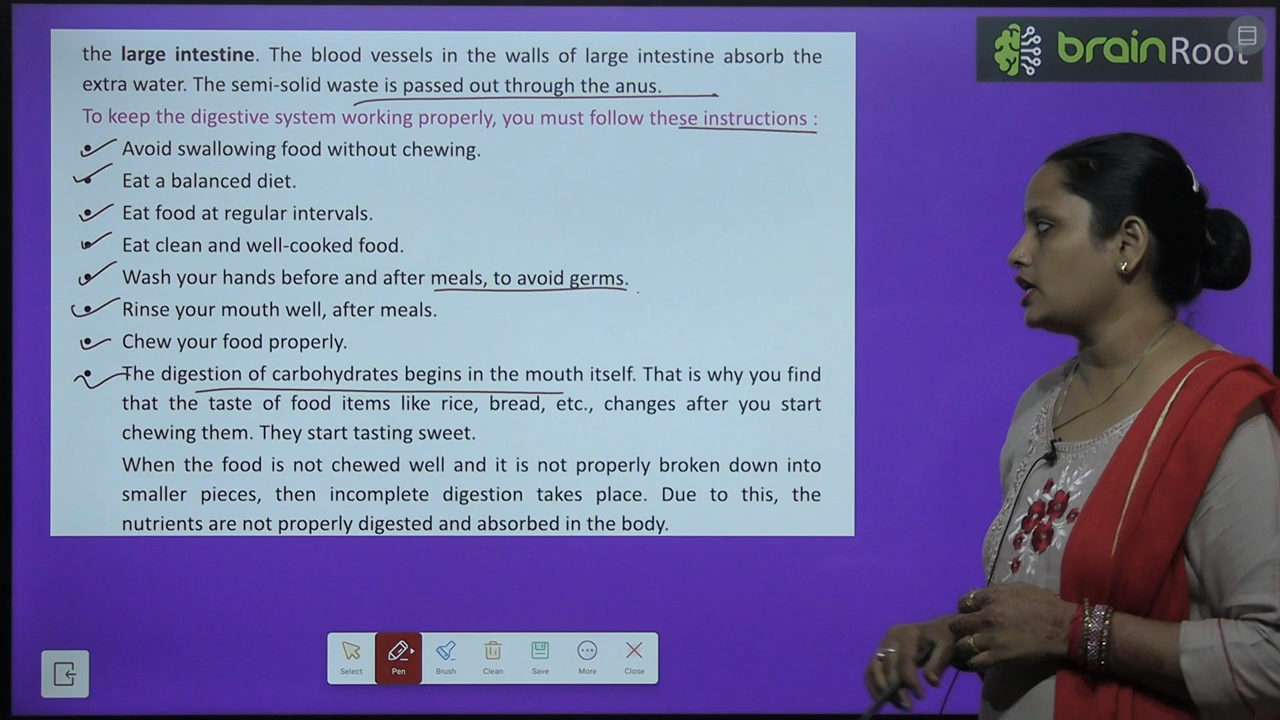 the large intestine. The blood vessels in the walls of large intestine absorb the
extra water. The semi-solid waste is passed out through the anus.
To keep the digestive system working properly, you must follow these instructions :
Avoid swallowing food without chewing.
Eat a balanced diet.
Eat food at regular intervals.
Eat clean and well-cooked food.
Wash your hands before and after meals, to avoid germs.
Rinse your mouth well, after meals.
Chew your food properly.
The digestion of carbohydrates begins in the mouth itself. That is why you find
that the taste of food items like rice, bread, etc., changes after you start
chewing them. They start tasting sweet.
When the food is not chewed well and it is not properly broken down into
smaller pieces, then incomplete digestion takes place. Due to this, the
nutrients are not properly digested and absorbed in the body.
brainRoot
Select Pen Brush Clean Save More Close